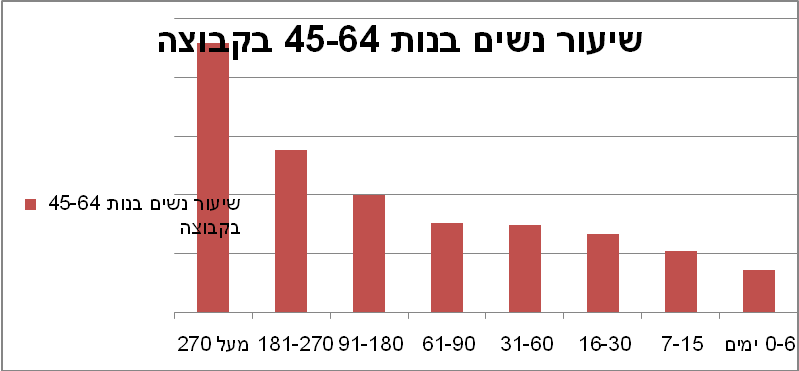 שיעור נשים בנות 45-64 בקבוצה
שיעור נשים בנות 45-64
בקבוצה
0-6 ימים
7-15
16-30
31-60
61-90
91-180
181-270
מעל 270